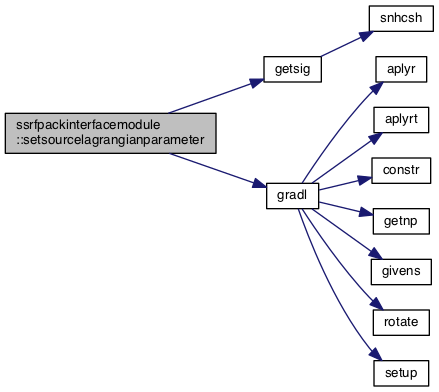 ssrfpackinterfacemodule
::setsourcelagrangianparameter
getsig
snhcsh
gradl
aplyr
aplyrt
constr
getnp
givens
rotate
setup